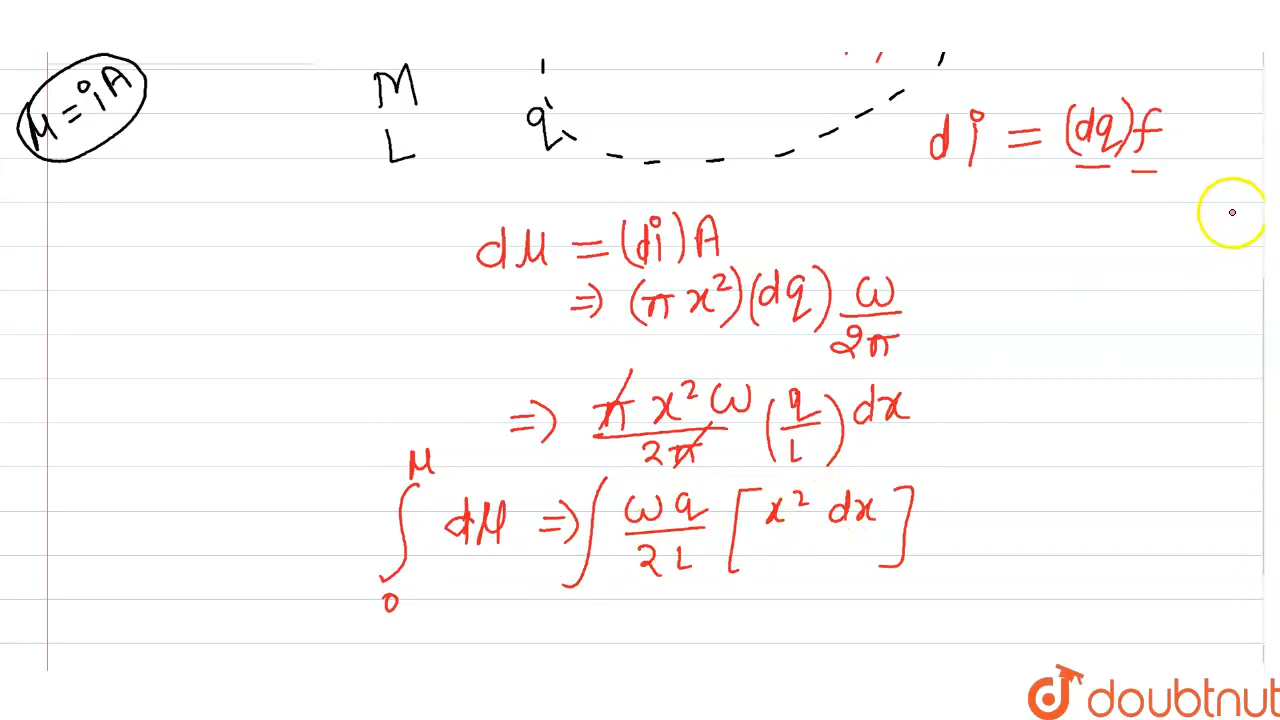 μ = iA
M
L
q
di = (dq)f
dμ = (di)A
⇒ (πx²)(dq) ω/2π
⇒ πx²ω/2π (q/L) dx
∫₀^μ dμ ⇒ ∫ ωq/2L [x² dx]
doubtnut